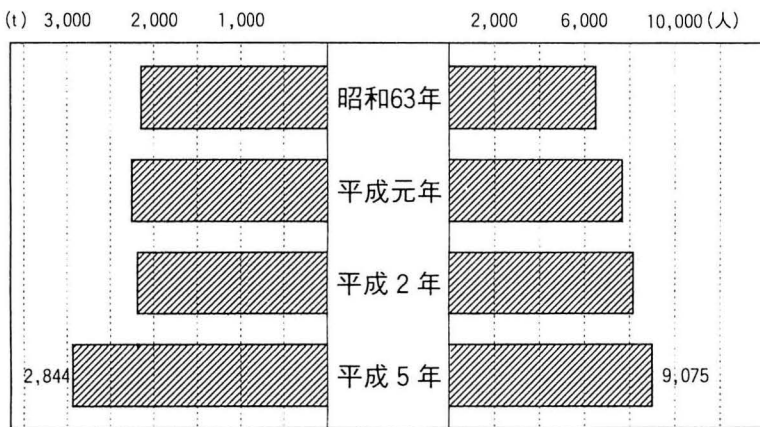 (t) 3,000 2,000 1,000 2,000 6,000 10,000(人)
昭和63年
平成元年
平成2年
2,844 平成5年 9,075